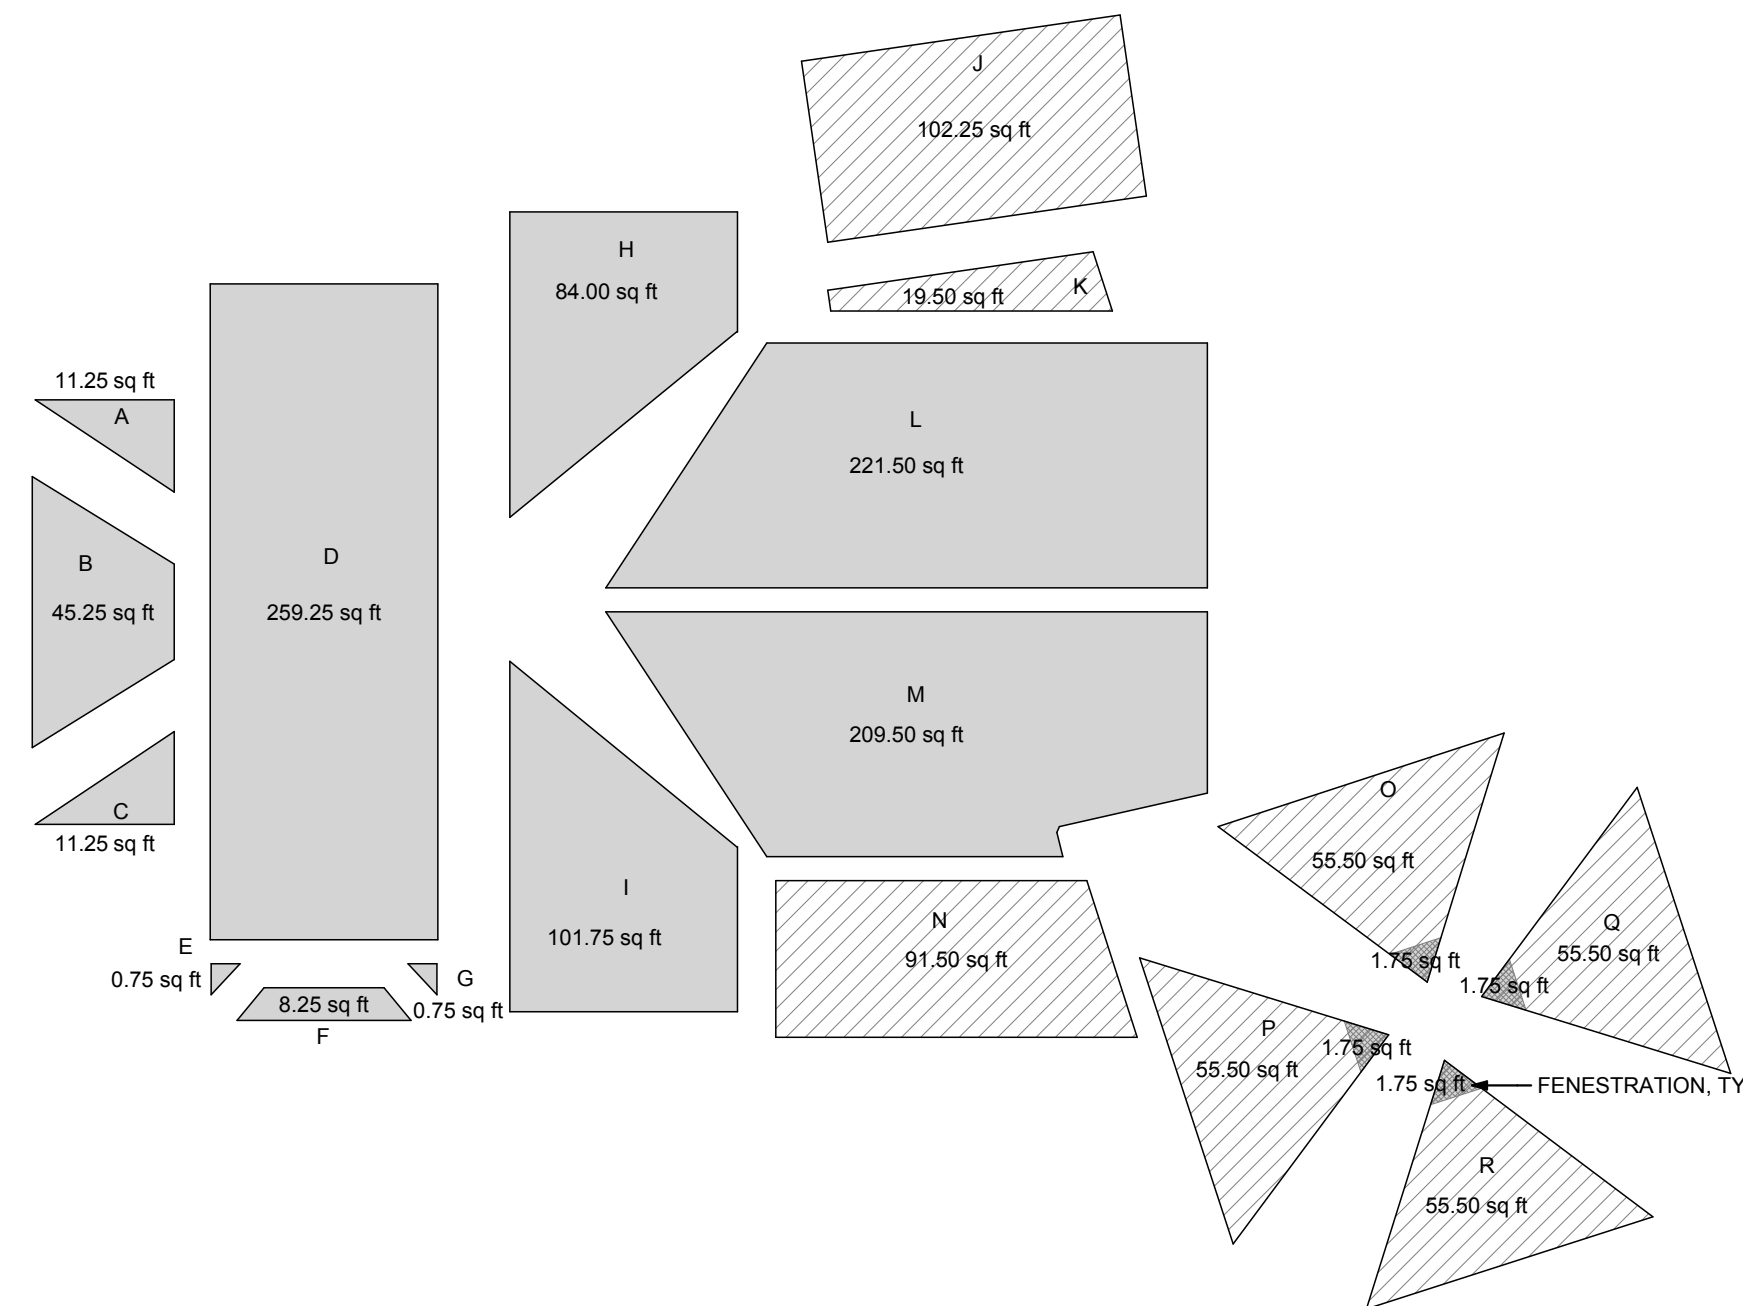 J
102.25 sq ft
H
84.00 sq ft
K
19.50 sq ft
11.25 sq ft
A
L
221.50 sq ft
B
45.25 sq ft
D
259.25 sq ft
M
209.50 sq ft
C
11.25 sq ft
O
55.50 sq ft
1.75 sq ft
I
101.75 sq ft
N
91.50 sq ft
Q
55.50 sq ft
1.75 sq ft
E
0.75 sq ft
G
0.75 sq ft
8.25 sq ft
F
P
55.50 sq ft
1.75 sq ft
1.75 sq ft
FENESTRATION, TY
R
55.50 sq ft